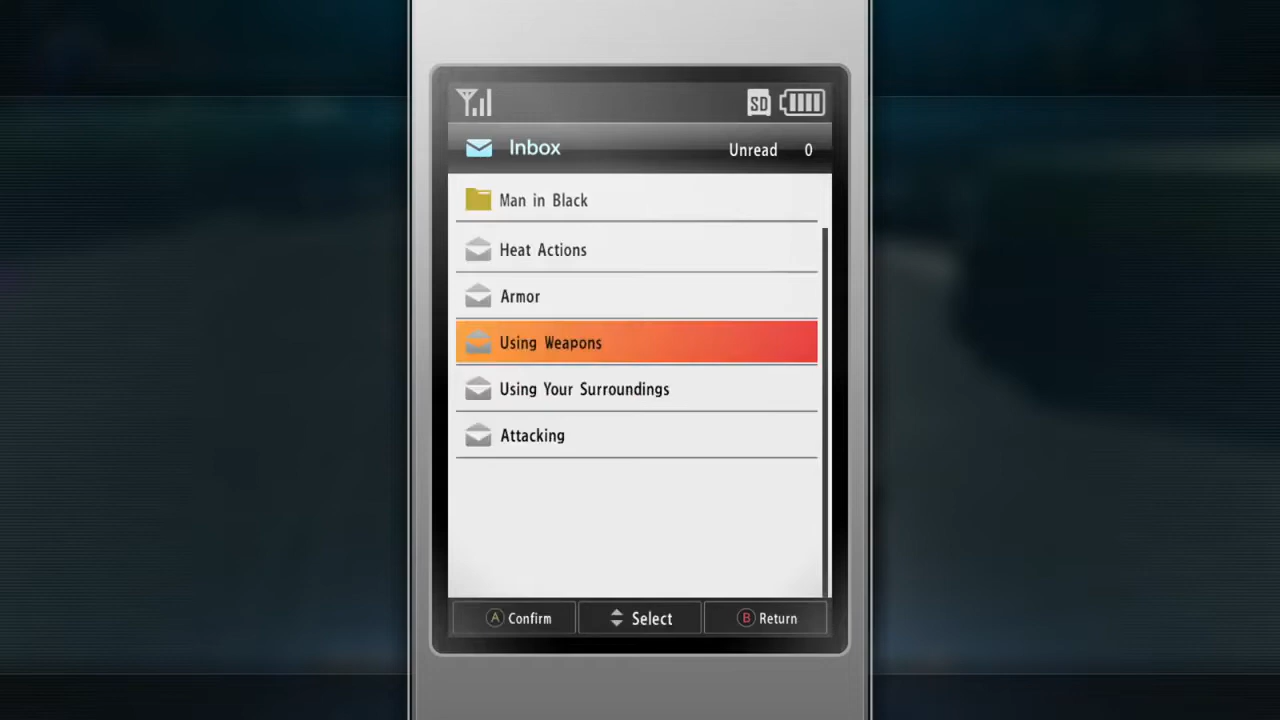 SD
Inbox Unread 0
Man in Black
Heat Actions
Armor
Using Weapons
Using Your Surroundings
Attacking
A Confirm Select B Return